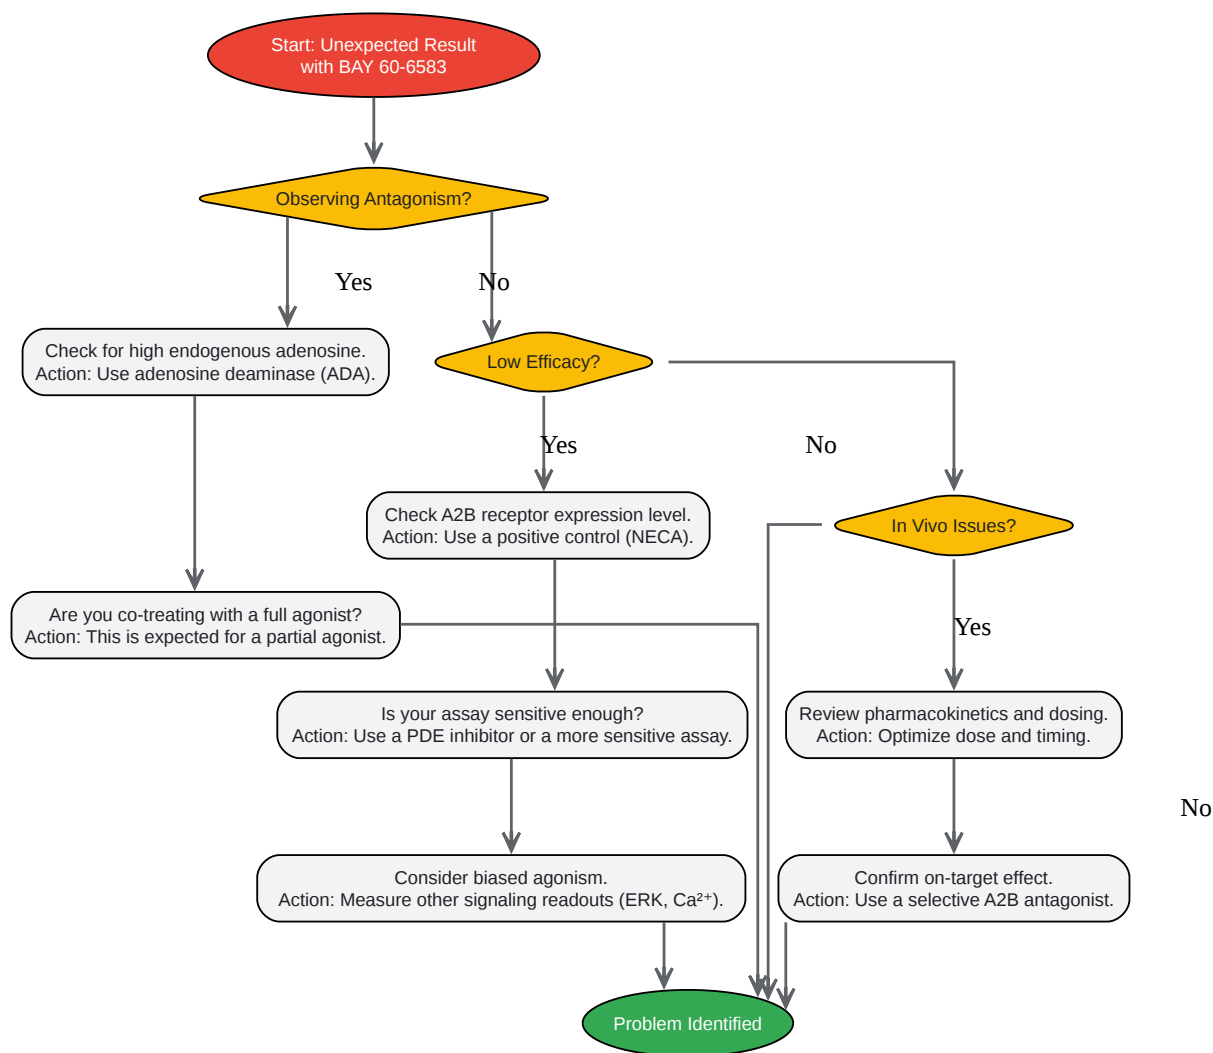 Start: Unexpected Result
with BAY 60-6583
Observing Antagonism?
Yes
No
Check for high endogenous adenosine.
Action: Use adenosine deaminase (ADA).
Low Efficacy?
Yes
No
Check A2B receptor expression level.
Action: Use a positive control (NECA).
In Vivo Issues?
Are you co-treating with a full agonist?
Action: This is expected for a partial agonist.
Yes
Is your assay sensitive enough?
Action: Use a PDE inhibitor or a more sensitive assay.
Review pharmacokinetics and dosing.
Action: Optimize dose and timing.
No
Consider biased agonism.
Action: Measure other signaling readouts (ERK, Ca²⁺).
Confirm on-target effect.
Action: Use a selective A2B antagonist.
Problem Identified